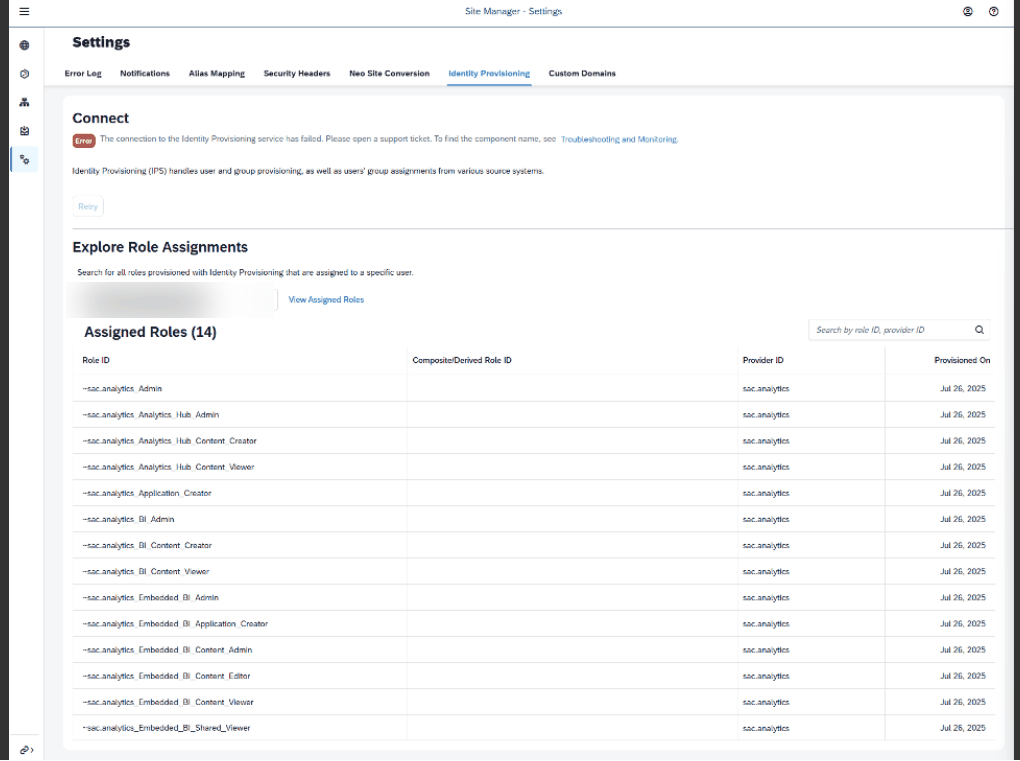 Site Manager - Settings
Settings
Error Log Notifications Alias Mapping Security Headers Neo Site Conversion Identity Provisioning Custom Domains
Connect
Error The connection to the Identity Provisioning service has failed. Please open a support ticket. To find the component name, see Troubleshooting and Monitoring.
Identity Provisioning (IPS) handles user and group provisioning, as well as users' group assignments from various source systems.
Retry
Explore Role Assignments
Search for all roles provisioned with Identity Provisioning that are assigned to a specific user.
View Assigned Roles
Assigned Roles (14) Search by role ID, provider ID
Role ID Composite/Derived Role ID Provider ID Provisioned On
~sac.analytics_Admin sac.analytics Jul 26, 2025
~sac.analytics_Analytics_Hub_Admin sac.analytics Jul 26, 2025
~sac.analytics_Analytics_Hub_Content_Creator sac.analytics Jul 26, 2025
~sac.analytics_Analytics_Hub_Content_Viewer sac.analytics Jul 26, 2025
~sac.analytics_Application_Creator sac.analytics Jul 26, 2025
~sac.analytics_BI_Admin sac.analytics Jul 26, 2025
~sac.analytics_BI_Content_Creator sac.analytics Jul 26, 2025
~sac.analytics_BI_Content_Viewer sac.analytics Jul 26, 2025
~sac.analytics_Embedded_BI_Admin sac.analytics Jul 26, 2025
~sac.analytics_Embedded_BI_Application_Creator sac.analytics Jul 26, 2025
~sac.analytics_Embedded_BI_Content_Admin sac.analytics Jul 26, 2025
~sac.analytics_Embedded_BI_Content_Editor sac.analytics Jul 26, 2025
~sac.analytics_Embedded_BI_Content_Viewer sac.analytics Jul 26, 2025
~sac.analytics_Embedded_BI_Shared_Viewer sac.analytics Jul 26, 2025